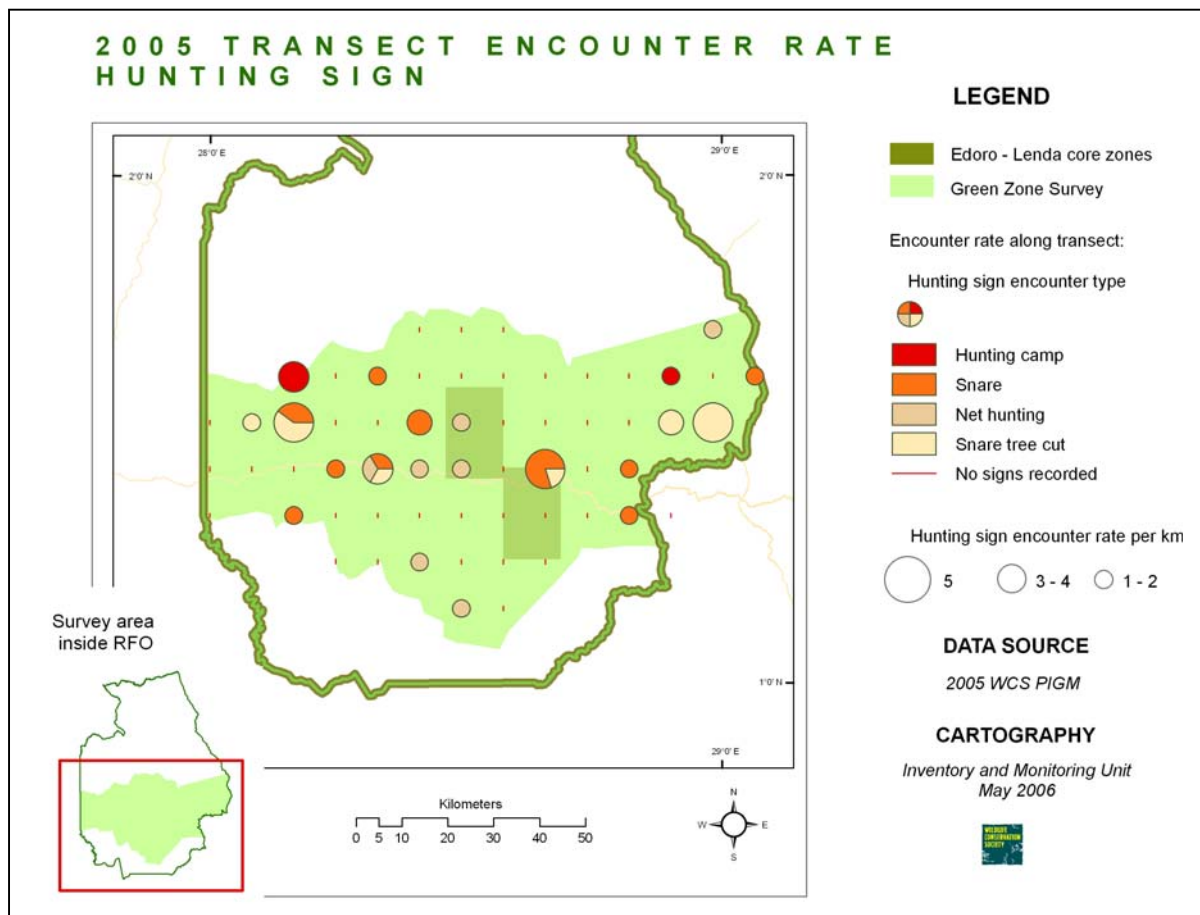 2005 TRANSECT ENCOUNTER RATE
HUNTING SIGN
28°0' E
29°0' E
2°0' N
2°0' N
1°0' N
29°0' E
Survey area
inside RFO
Kilometers
0 5 10 20 30 40 50
N
W E
S
LEGEND
Edoro - Lenda core zones
Green Zone Survey
Encounter rate along transect:
Hunting sign encounter type
Hunting camp
Snare
Net hunting
Snare tree cut
No signs recorded
Hunting sign encounter rate per km
5 3 - 4 1 - 2
DATA SOURCE
2005 WCS PIGM
CARTOGRAPHY
Inventory and Monitoring Unit
May 2006
WILDLIFE
CONSERVATION
SOCIETY